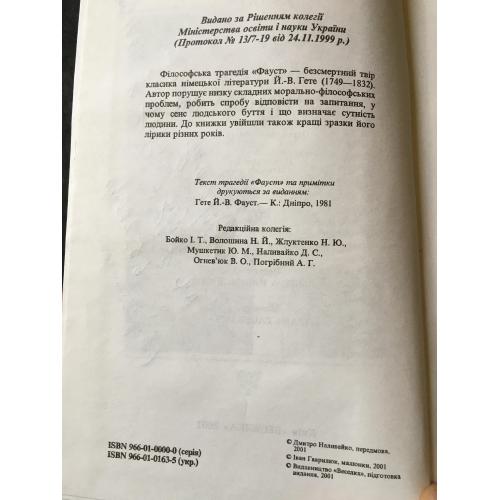 Видано за Рішенням колегії
Міністерства освіти і науки України
(Протокол № 13/7-19 від 24.11.1999 р.)
Філософська трагедія «Фауст» — безсмертний твір
класика німецької літератури Й.-В. Гете (1749—1832).
Автор порушує низку складних морально-філософських
проблем, робить спробу відповісти на запитання, у
чому сенс людського буття і що визначає сутність
людини. До книжки увійшли також кращі зразки його
лірики різних років.
Текст трагедії «Фауст» та примітки
друкуються за виданням:
Гете Й.-В. Фауст.— К.: Дніпро, 1981
Редакційна колегія:
Бойко І. Т., Волошина Н. Й., Жлуктенко Н. Ю.,
Мушкетик Ю. М., Наливайко Д. С.,
Огнев'юк В. О., Погрібний А. Г.
ISBN 966-01-0000-0 (серія)
ISBN 966-01-0163-5 (укр.)
© Дмитро Наливайко, передмова,
2001
© Іван Гаврилюк, малюнки, 2001
© Видавництво «Веселка», підготовка
видання, 2001